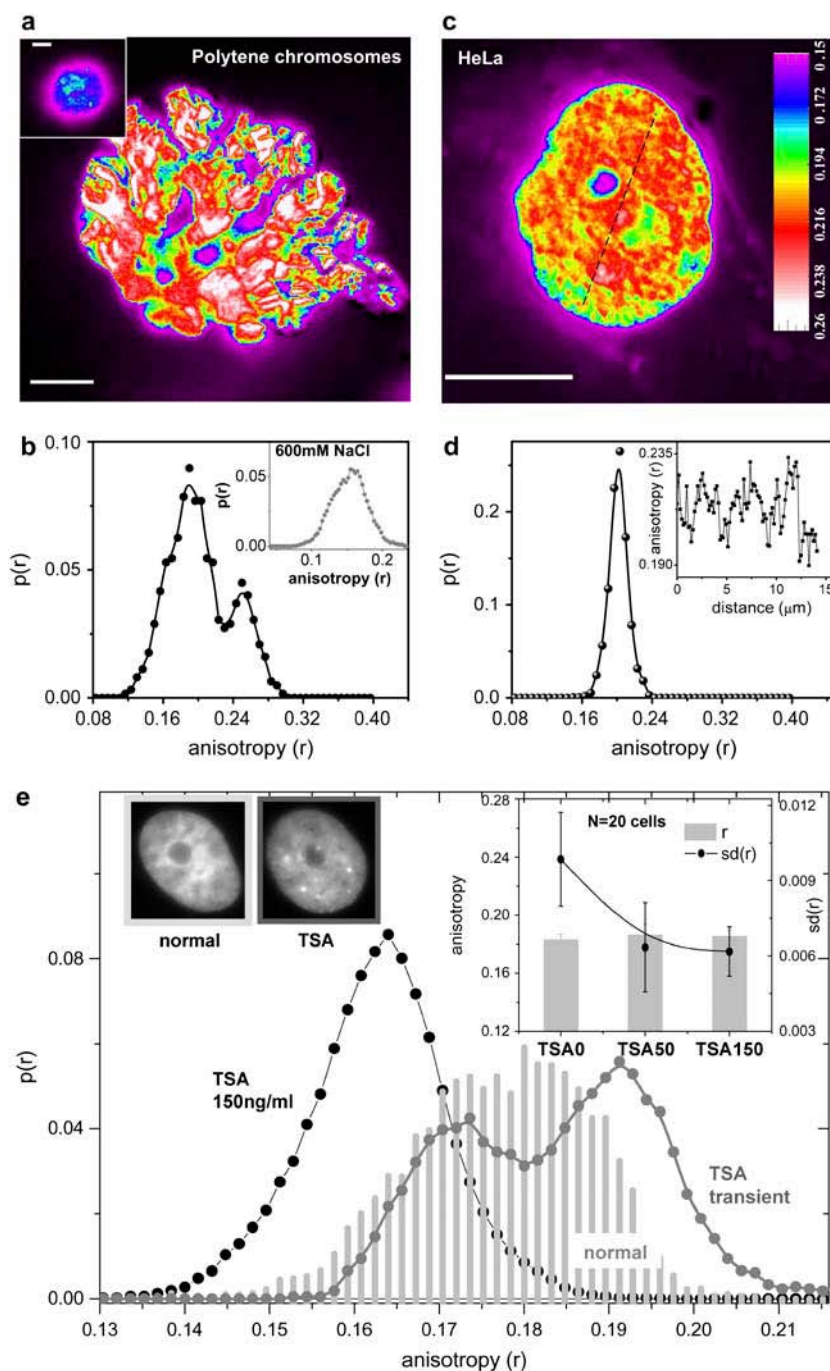 a
Polytene chromosomes
c
HeLa
0.15
0.172
0.194
0.216
0.238
0.26
b
0.10
0.05
0.00
p(r)
600mM NaCl
0.05
0.00
p(r)
0.1 0.2
anisotropy (r)
0.08 0.16 0.24 0.32 0.40
anisotropy (r)
d
0.2
0.2
0.1
0.0
p(r)
0.235
0.190
anisotropy (r)
0 5 10 15
distance (μm)
0.08 0.16 0.24 0.32 0.40
anisotropy (r)
e
normal
TSA
N=20 cells
r
sd(r)
0.28
0.24
0.20
0.16
0.12
anisotropy
0.012
0.009
0.006
0.003
sd(r)
TSA0 TSA50 TSA150
0.08
0.04
0.00
p(r)
TSA
150ng/ml
TSA
transient
normal
0.13 0.14 0.15 0.16 0.17 0.18 0.19 0.20 0.21
anisotropy (r)